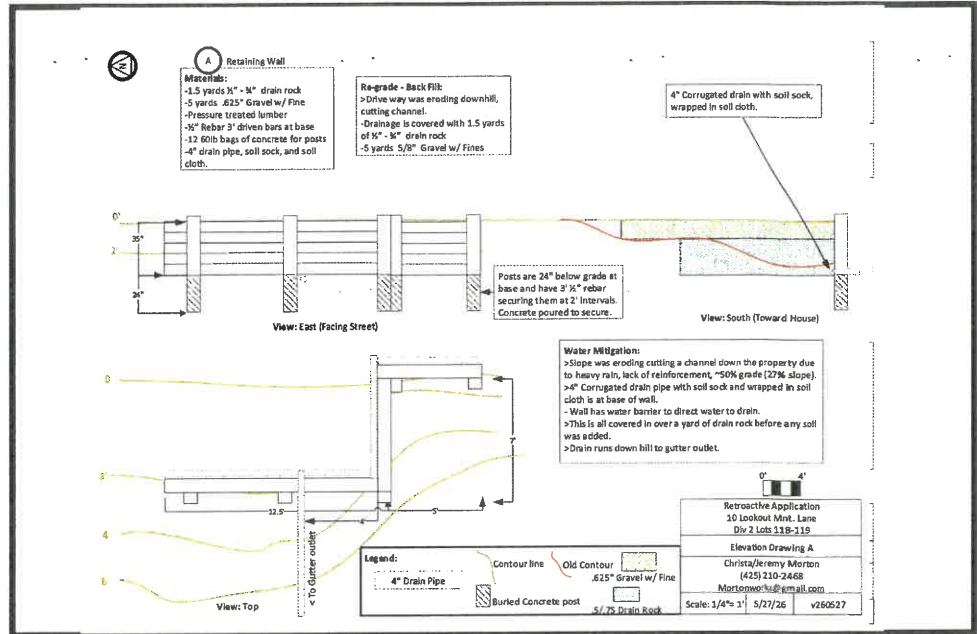 N
A Retaining Wall
Materials:
-1.5 yards ½" - ¾" drain rock
-5 yards .625" Gravel w/ Fine
-Pressure treated lumber
-½" Rebar 3' driven bars at base
-12 60lb bags of concrete for posts
-4" drain pipe, soil sock, and soil
cloth.
Re-grade - Back Fill:
>Drive way was eroding downhill,
cutting channel.
-Drainage is covered with 1.5 yards
of ½" - ¾" drain rock
-5 yards 5/8" Gravel w/ Fines
4" Corrugated drain with soil sock,
wrapped in soil cloth.
0'
35"
2'
24"
Posts are 24" below grade at
base and have 3' ½" rebar
securing them at 2' intervals.
Concrete poured to secure.
View: East (Facing Street)
View: South (Toward House)
Water Mitigation:
>Slope was eroding cutting a channel down the property due
to heavy rain, lack of reinforcement, ~50% grade (27% slope).
>4" Corrugated drain pipe with soil sock and wrapped in soil
cloth is at base of wall.
- Wall has water barrier to direct water to drain.
>This is all covered in over a yard of drain rock before any soil
was added.
>Drain runs down hill to gutter outlet.
0
7'
12.5'
5'
4
6
< To Gutter outlet
View: Top
0' 4'
Legend:
4" Drain Pipe
Contour line
Old Contour
.625" Gravel w/ Fine
Buried Concrete post
.5/.75 Drain Rock
Retroactive Application
10 Lookout Mnt. Lane
Div 2 Lots 118-119
Elevation Drawing A
Christa/Jeremy Morton
(425) 210-2468
Mortonworks@gmail.com
Scale: 1/4"= 1' 5/27/26 v260527